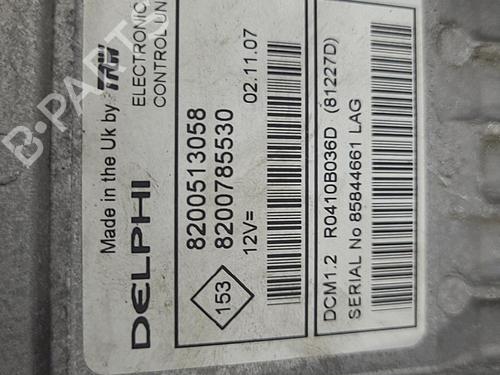 Made in the Uk by TRW
ELECTRONIC
CONTROL UN
DELPHI
8200513058
8200785530
12V=
02.11.07
153
DCM1.2 R0410B036D (81227D)
SERIAL No 85844661 LAG
B-PARTS